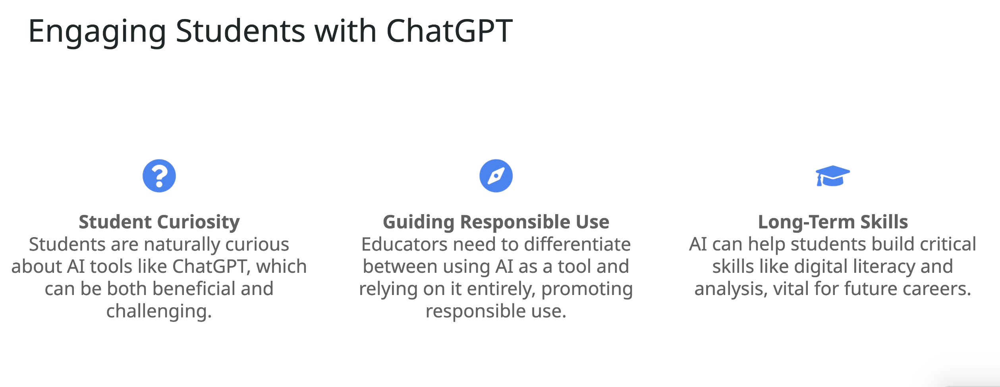 Engaging Students with ChatGPT
Student Curiosity
Students are naturally curious
about AI tools like ChatGPT, which
can be both beneficial and
challenging.
Guiding Responsible Use
Educators need to differentiate
between using AI as a tool and
relying on it entirely, promoting
responsible use.
Long-Term Skills
AI can help students build critical
skills like digital literacy and
analysis, vital for future careers.